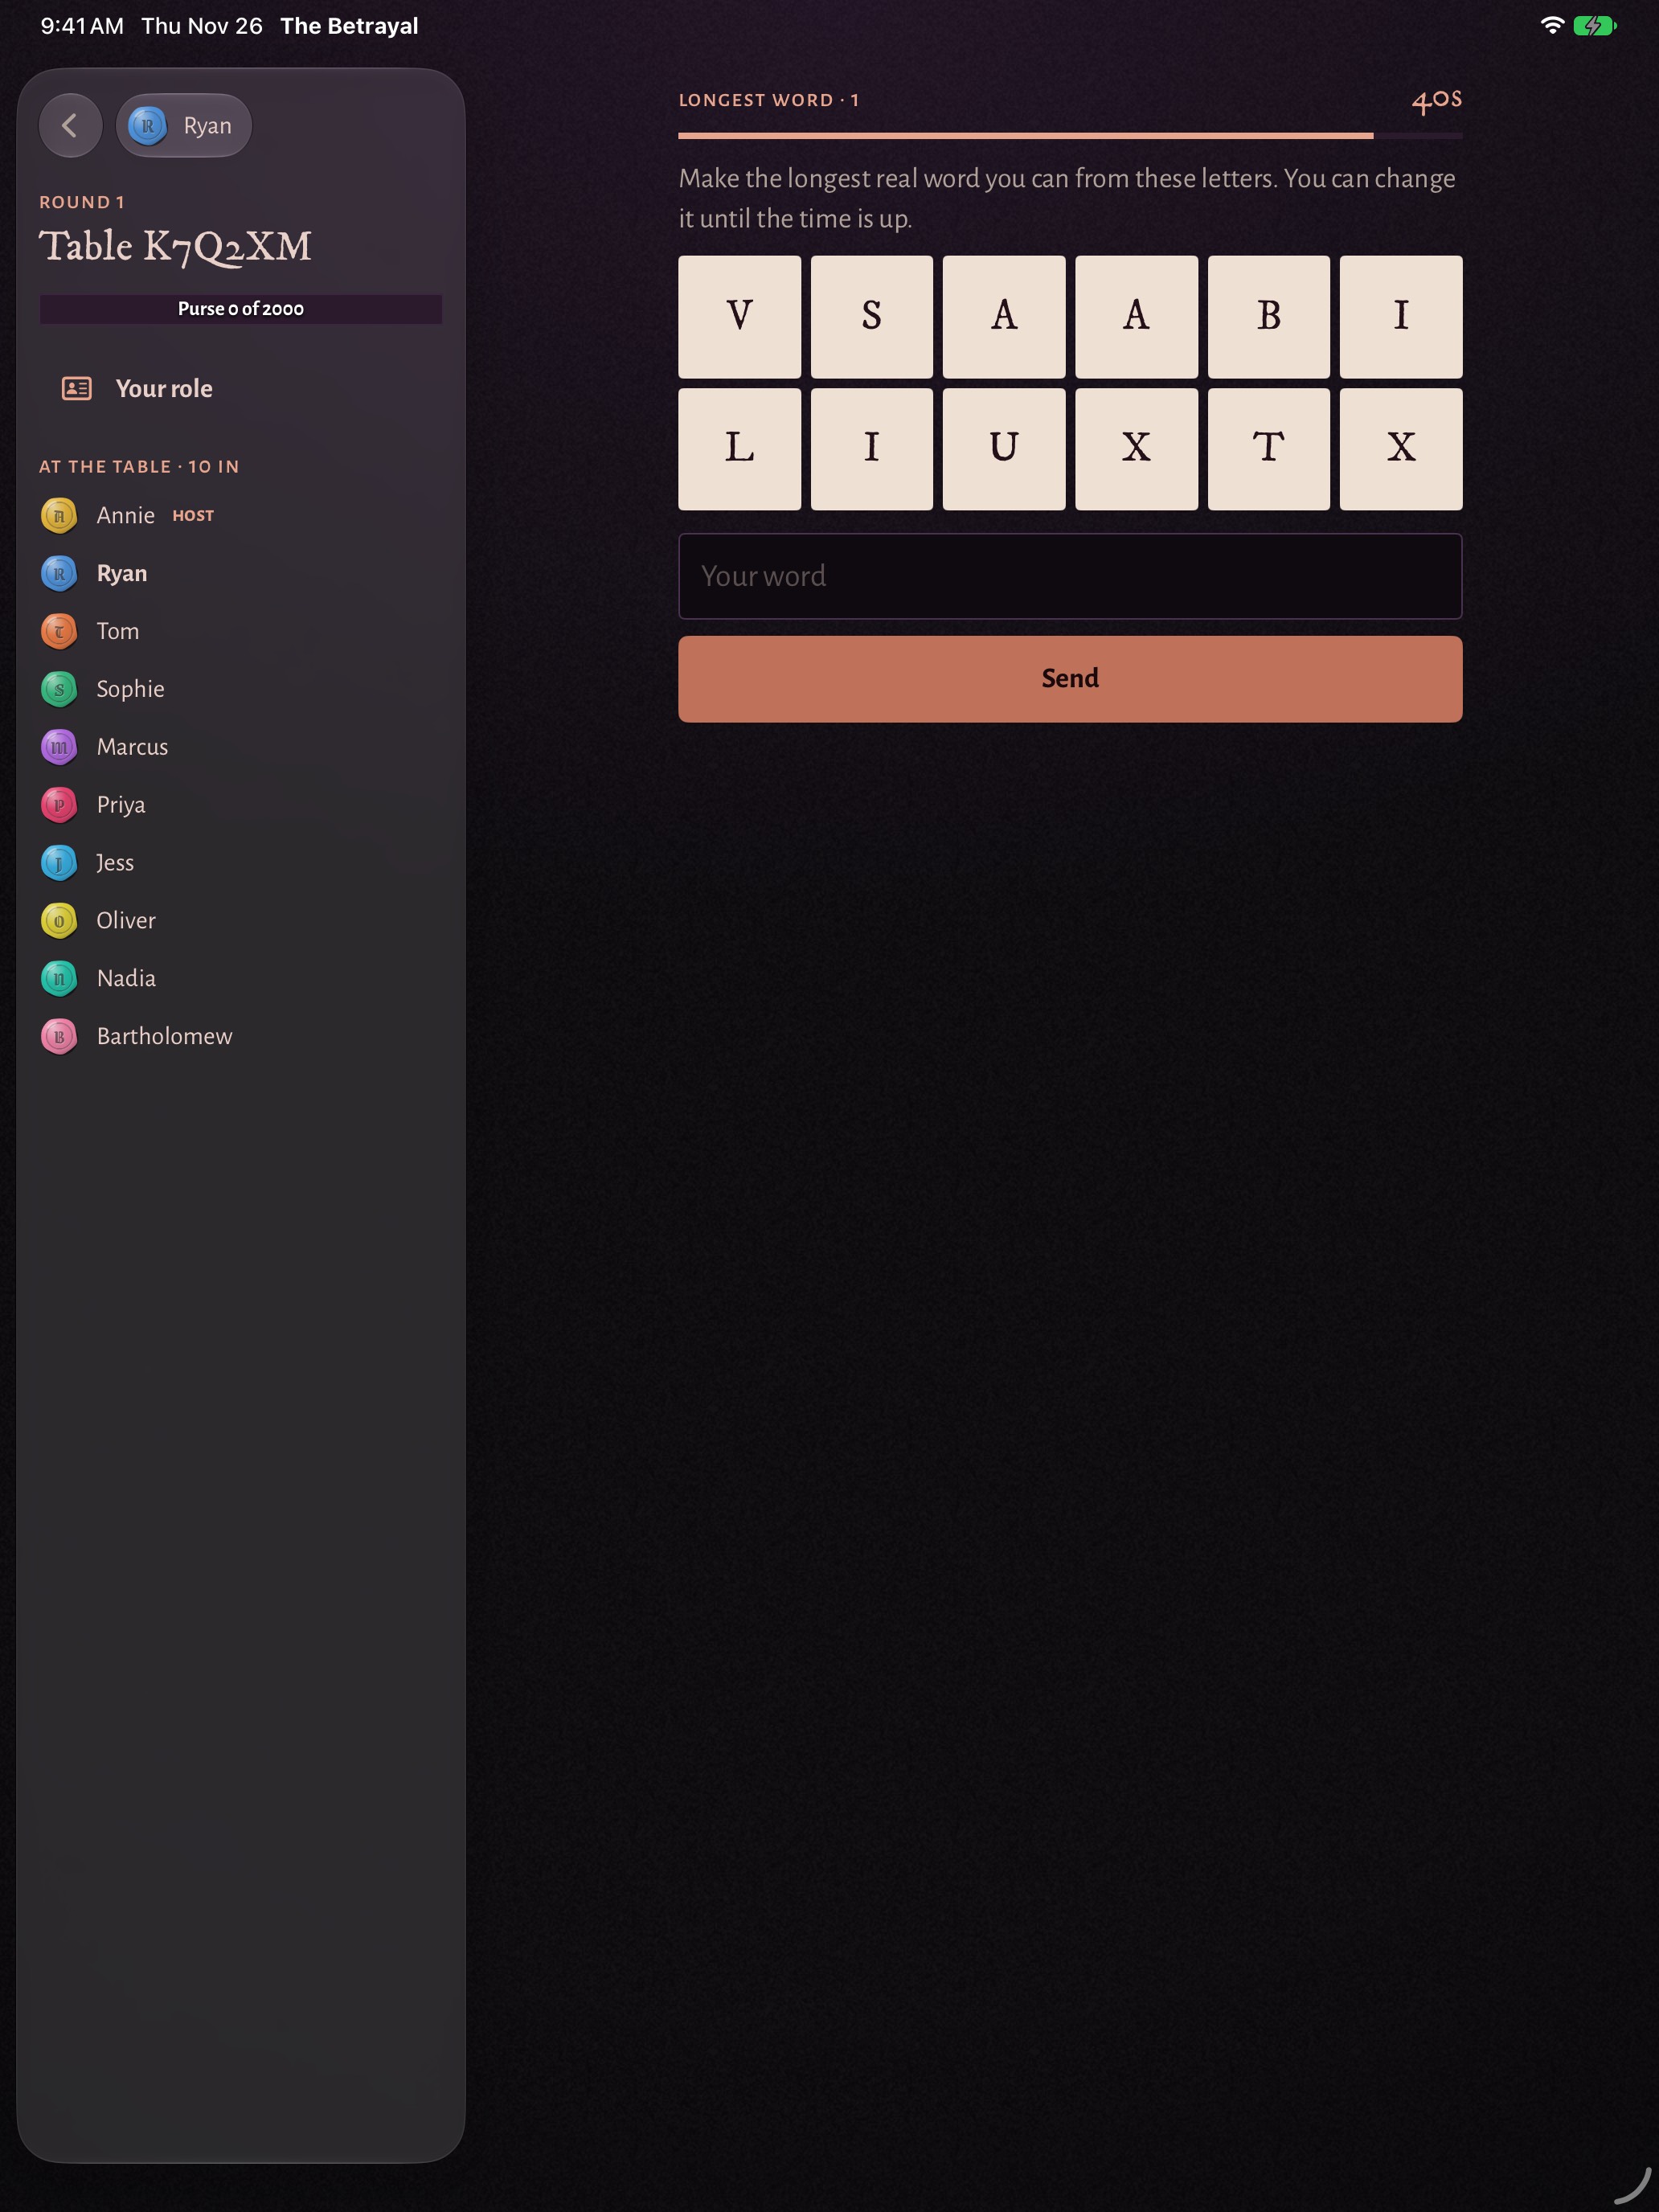 9:41 AM Thu Nov 26 The Betrayal
R Ryan
ROUND 1
Table K7Q2XM
Purse 0 of 2000
Your role
AT THE TABLE · 10 IN
A Annie HOST
R Ryan
T Tom
S Sophie
M Marcus
P Priya
J Jess
O Oliver
N Nadia
B Bartholomew
LONGEST WORD · 1 40s
Make the longest real word you can from these letters. You can change
it until the time is up.
V S A A B I
L I U X T X
Your word
Send